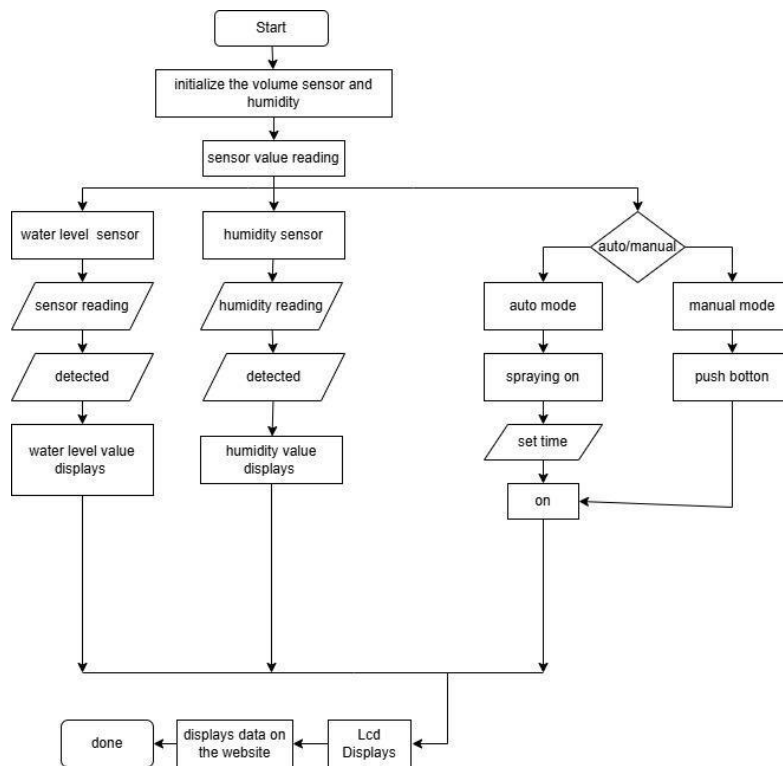 Start
initialize the volume sensor and
humidity
sensor value reading
water level  sensor
humidity sensor
auto/manual
sensor reading
humidity reading
auto mode
manual mode
detected
detected
spraying on
push botton
water level value
displays
humidity value
displays
set time
on
done
displays data on
the website
Lcd
Displays